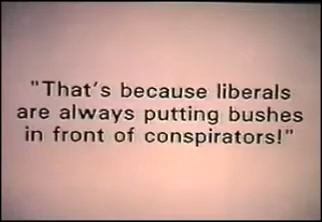 "That's because liberals
are always putting bushes
in front of conspirators!"